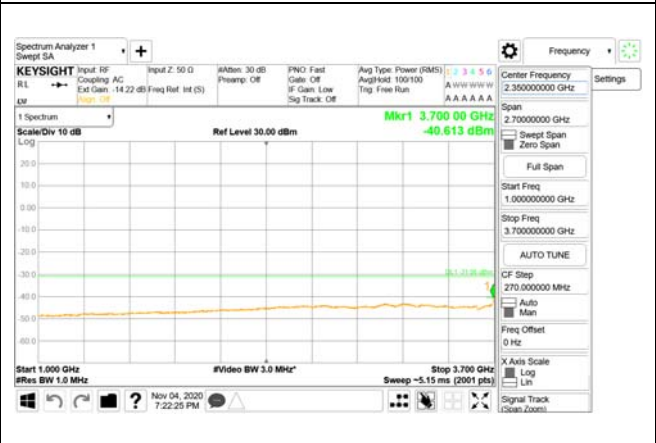 Spectrum Analyzer 1
Swept SA
Frequency
KEYSIGHT
RL
Input: RF
Coupling: AC
Ext Gain: -14.22 dB
Align: Off
Input Z: 50 Ω
Freq Ref: Int (S)
#Atten: 30 dB
Preamp: Off
PNO: Fast
Gate: Off
IF Gain: Low
Sig Track: Off
Avg Type: Power (RMS)
Avg|Hold: 100/100
Trig: Free Run
1 2 3 4 5 6
A W W W W W
A A A A A A
1 Spectrum
Scale/Div 10 dB
Log
Ref Level 30.00 dBm
Mkr1 3.700 00 GHz
-40.613 dBm
20.0
10.0
0.00
-10.0
-20.0
-30.0
-40.0
-50.0
-60.0
1
Start 1.000 GHz
#Res BW 1.0 MHz
#Video BW 3.0 MHz*
Stop 3.700 GHz
Sweep ~5.15 ms (2001 pts)
Nov 04, 2020
7:22:25 PM
Center Frequency
2.350000000 GHz
Settings
Span
2.70000000 GHz
Swept Span
Zero Span
Full Span
Start Freq
1.000000000 GHz
Stop Freq
3.700000000 GHz
AUTO TUNE
CF Step
270.000000 MHz
Auto
Man
Freq Offset
0 Hz
X Axis Scale
Log
Lin
Signal Track
(Span Zoom)